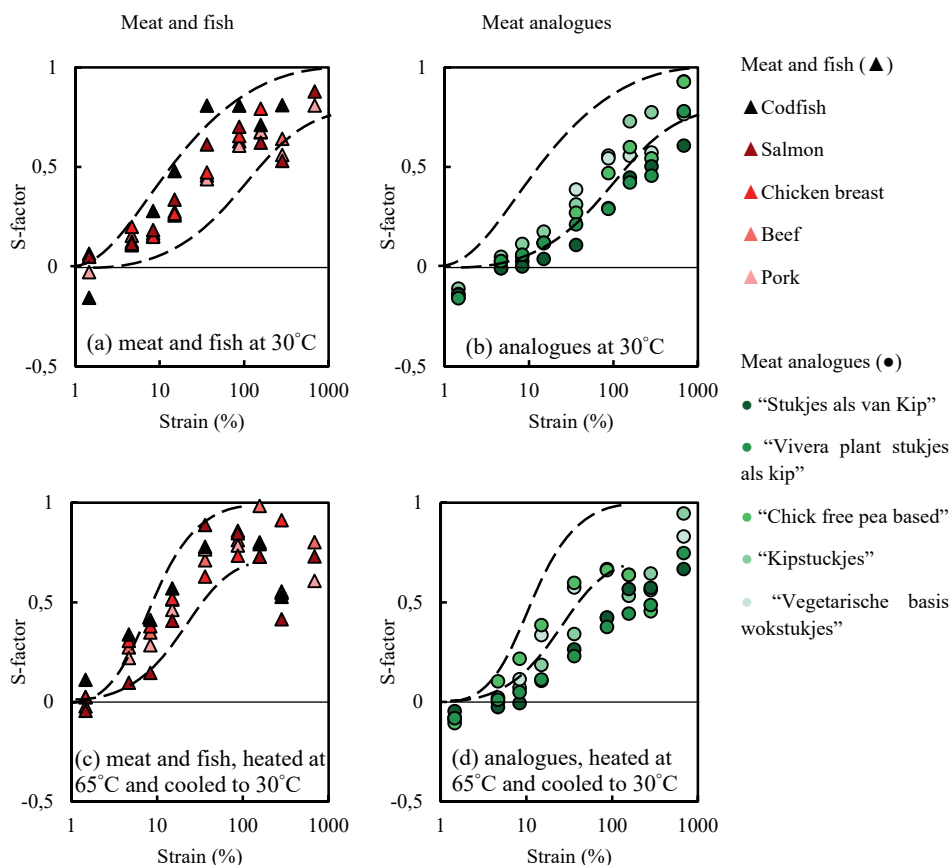 Meat and fish
Meat analogues
1
0,5
0
-0,5
1
10
100
1000
S-factor
Strain (%)
(a) meat and fish at 30°C
1
0,5
0
-0,5
1
10
100
1000
S-factor
Strain (%)
(b) analogues at 30°C
Meat and fish (▲)
Codfish
Salmon
Chicken breast
Beef
Pork
Meat analogues (●)
“Stukjes als van Kip”
“Vivera plant stukjes
als kip”
“Chick free pea based”
“Kipstuckjes”
“Vegetarische basis
wokstukjes”
1
0,5
0
-0,5
1
10
100
1000
S-factor
Strain (%)
(c) meat and fish, heated at
65°C and cooled to 30°C
1
0,5
0
-0,5
1
10
100
1000
S-factor
Strain (%)
(d) analogues, heated at
65°C and cooled to 30°C